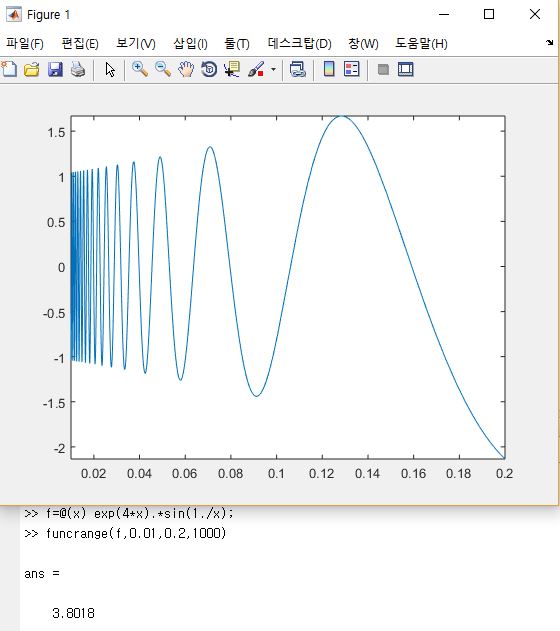 Figure 1
파일(F) 편집(E) 보기(V) 삽입(I) 툴(T) 데스크탑(D) 창(W) 도움말(H)
1.5
1
0.5
0
-0.5
-1
-1.5
-2
0.02 0.04 0.06 0.08 0.1 0.12 0.14 0.16 0.18 0.2
>> f=@(x) exp(4*x).*sin(1./x);
>> funcrange(f,0.01,0.2,1000)
ans =
3.8018